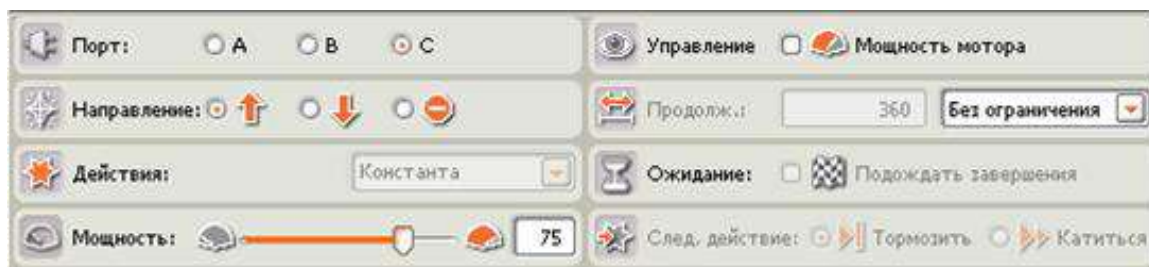 Порт: A B C
Направление:
Действия: Константа
Мощность: 75
Управление Мощность мотора
Продолж.: 360 Без ограничения
Ожидание: Подождать завершения
След. действие: Тормозить Катиться